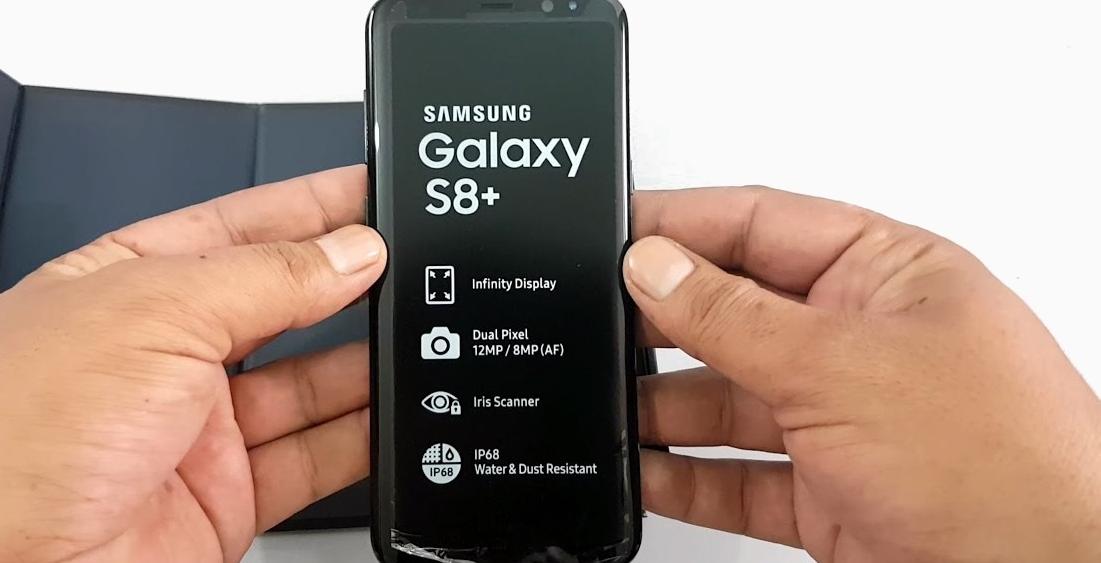 SAMSUNG
Galaxy
S8+
Infinity Display
Dual Pixel
12MP / 8MP (AF)
Iris Scanner
IP68
IP68
Water & Dust Resistant